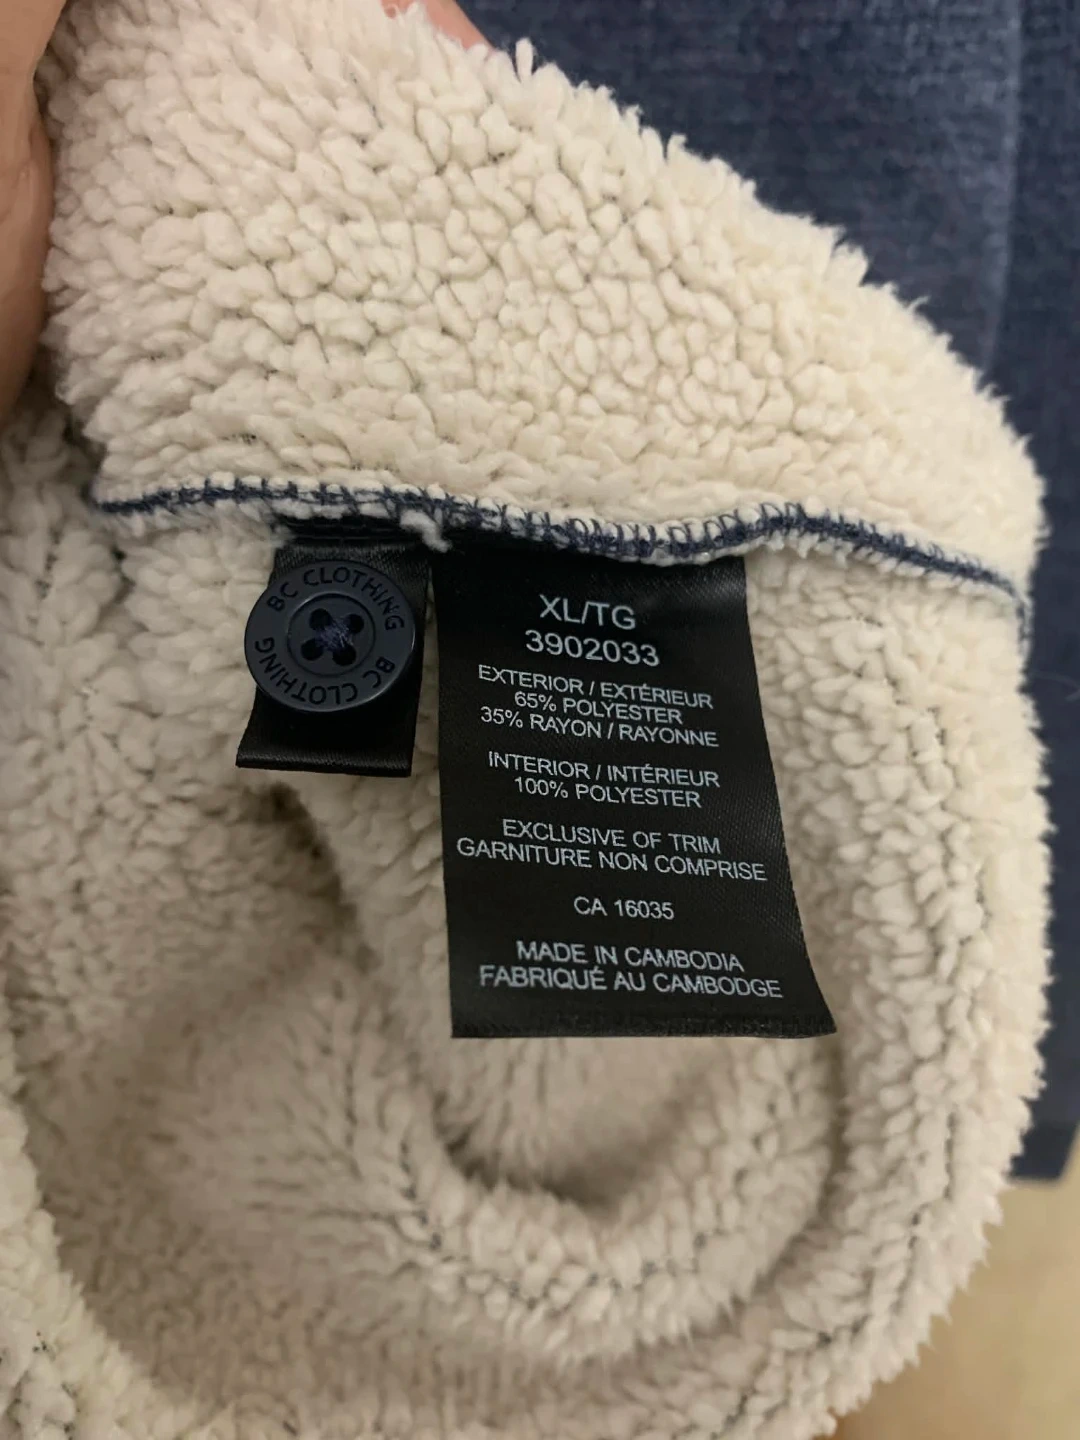 BC CLOTHING
BC CLOTHING
XL/TG
3902033
EXTERIOR / EXTÉRIEUR
65% POLYESTER
35% RAYON / RAYONNE
INTERIOR / INTÉRIEUR
100% POLYESTER
EXCLUSIVE OF TRIM
GARNITURE NON COMPRISE
CA 16035
MADE IN CAMBODIA
FABRIQUÉ AU CAMBODGE